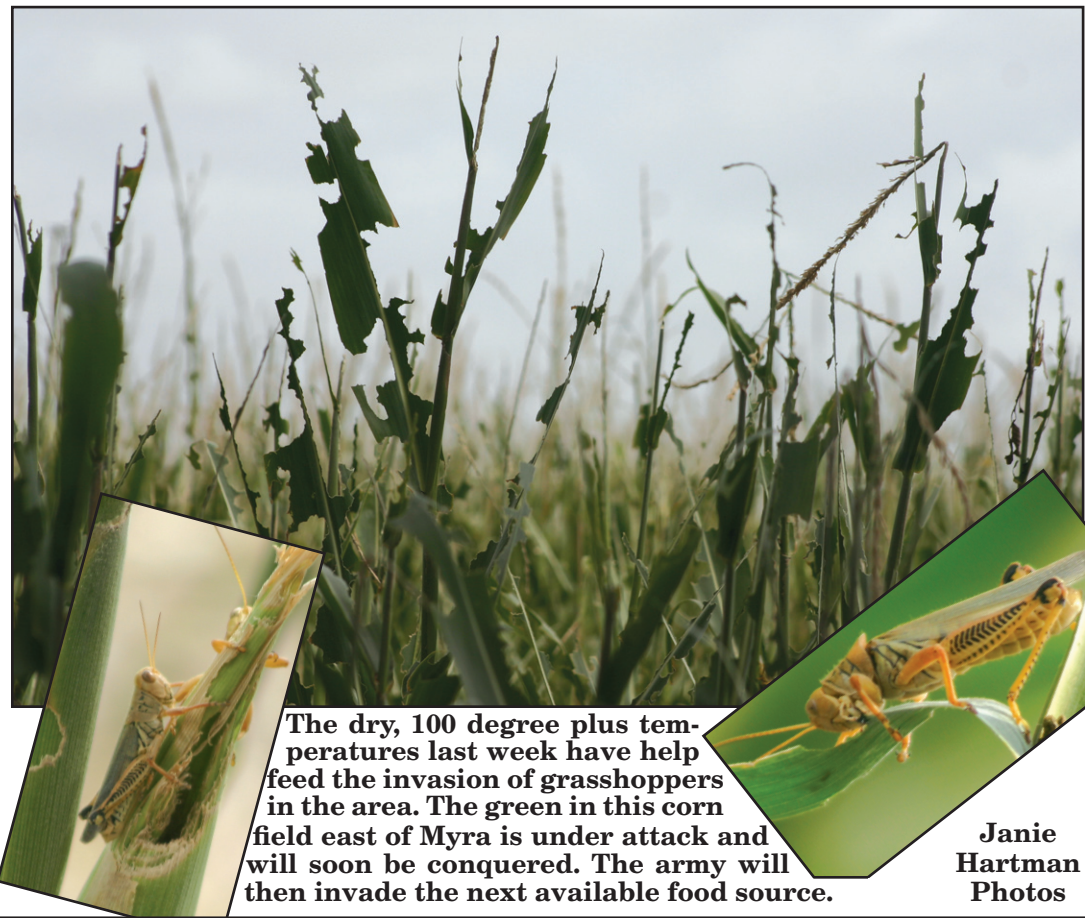 The dry, 100 degree plus tem-
peratures last week have help
feed the invasion of grasshoppers
in the area. The green in this corn
field east of Myra is under attack and
will soon be conquered. The army will
then invade the next available food source.
Janie
Hartman
Photos